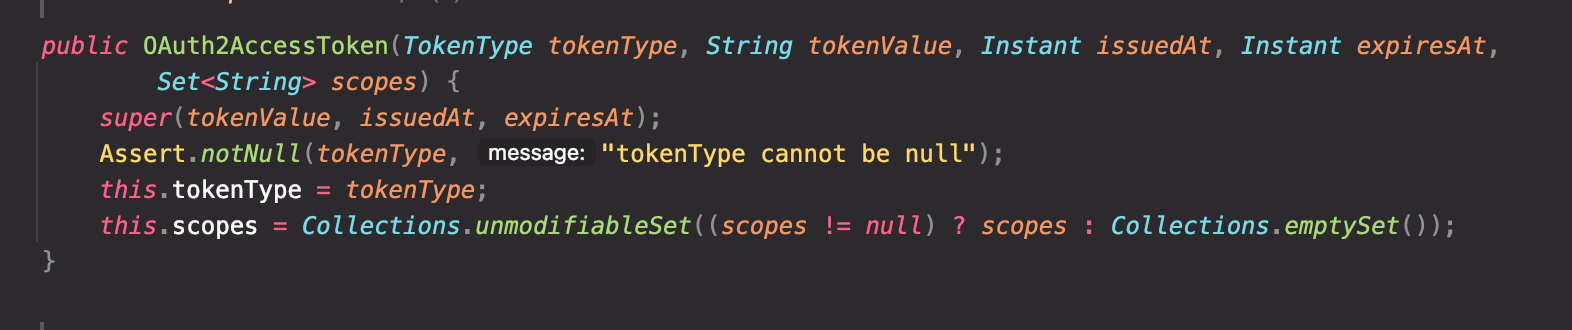 public OAuth2AccessToken(TokenType tokenType, String tokenValue, Instant issuedAt, Instant expiresAt,
Set<String> scopes) {
super(tokenValue, issuedAt, expiresAt);
Assert.notNull(tokenType, message: "tokenType cannot be null");
this.tokenType = tokenType;
this.scopes = Collections.unmodifiableSet((scopes != null) ? scopes : Collections.emptySet());
}